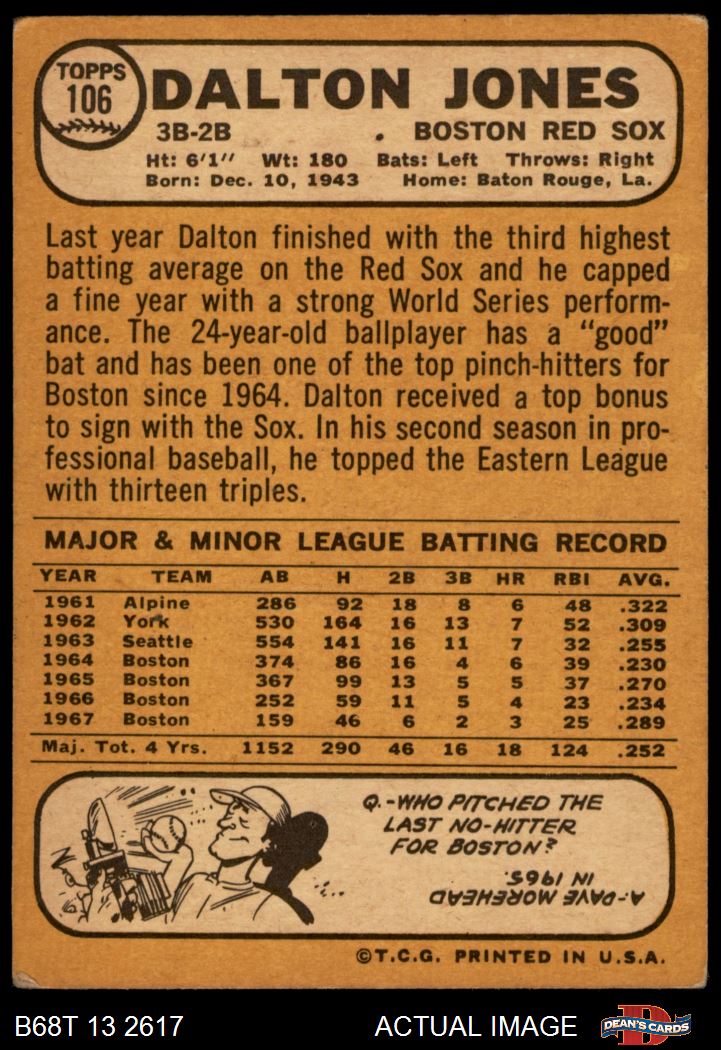 TOPPS
106
DALTON JONES
3B-2B . BOSTON RED SOX
Ht: 6'1" Wt: 180 Bats: Left Throws: Right
Born: Dec. 10, 1943 Home: Baton Rouge, La.
Last year Dalton finished with the third highest
batting average on the Red Sox and he capped
a fine year with a strong World Series perform-
ance. The 24-year-old ballplayer has a "good"
bat and has been one of the top pinch-hitters for
Boston since 1964. Dalton received a top bonus
to sign with the Sox. In his second season in pro-
fessional baseball, he topped the Eastern League
with thirteen triples.
MAJOR & MINOR LEAGUE BATTING RECORD
YEAR TEAM AB H 2B 3B HR RBI AVG.
1961 Alpine 286 92 18 8 6 48 .322
1962 York 530 164 16 13 7 52 .309
1963 Seattle 554 141 16 11 7 32 .255
1964 Boston 374 86 16 4 6 39 .230
1965 Boston 367 99 13 5 5 37 .270
1966 Boston 252 59 11 5 4 23 .234
1967 Boston 159 46 6 2 3 25 .289
Maj. Tot. 4 Yrs. 1152 290 46 16 18 124 .252
Q.-WHO PITCHED THE
LAST NO-HITTER
FOR BOSTON?
A.-DAVE MOREHEAD
IN 1965.
©T.C.G. PRINTED IN U.S.A.
B68T 13 2617 ACTUAL IMAGE DEAN'S CARDS